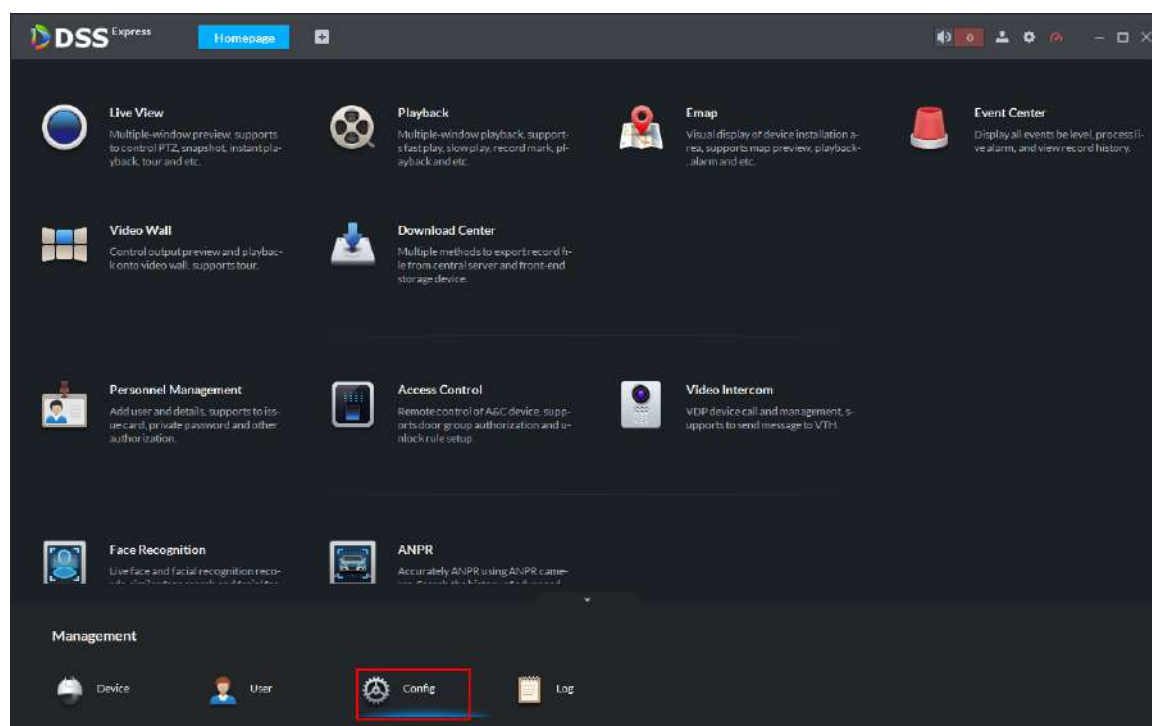 DSS Express
Homepage
0
Live View
Multiple-window preview, supports
to control PTZ, snapshot, instant pla-
yback, tour and etc.
Playback
Multiple-window playback, support-
s fast play, slow play, record mark, pl-
ayback and etc.
Emap
Visual display of device installation a-
rea, supports map preview, playback-
, alarm and etc.
Event Center
Display all events be level, process li-
ve alarm, and view record history.
Video Wall
Control output preview and playbac-
k onto video wall, supports tour.
Download Center
Multiple methods to export record fi-
le from central server and front-end
storage device.
Personnel Management
Add user and details, supports to iss-
ue card, private password and other
authorization.
Access Control
Remote control of A&C device, supp-
orts door group authorization and u-
nlock rule setup.
Video Intercom
VDP device call and management, s-
upports to send message to VTH.
Face Recognition
Live face and facial recognition reco-
ANPR
Accurately ANPR using ANPR came-
Management
Device
User
Config
Log